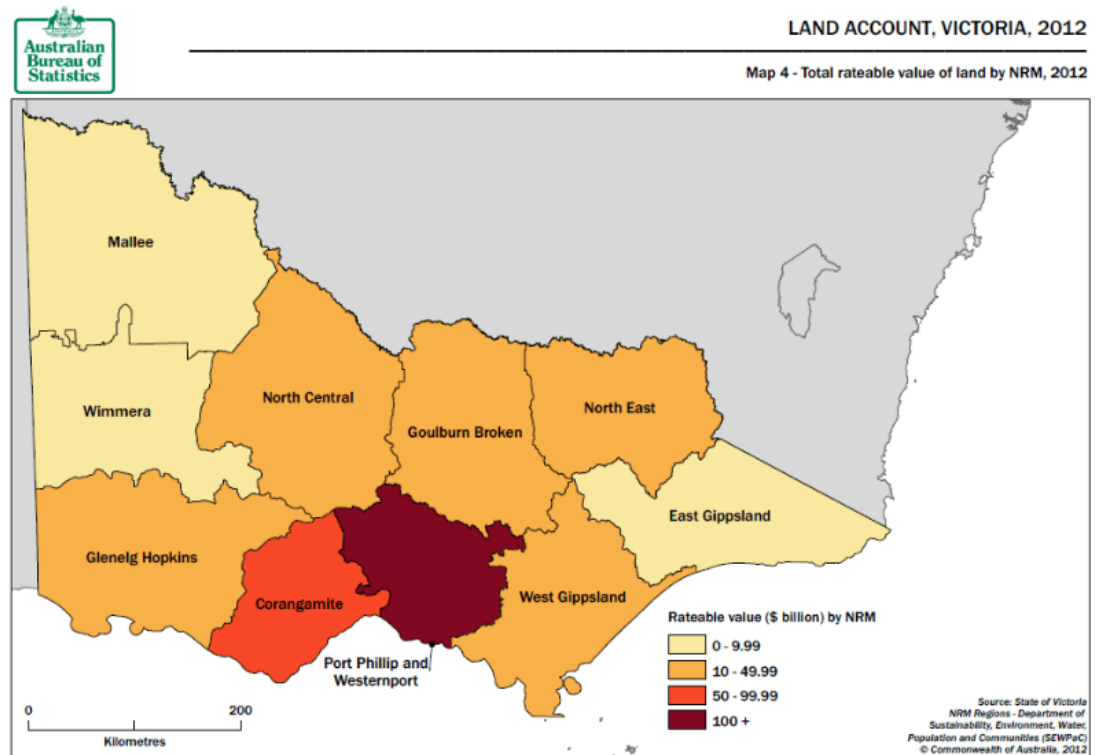 Australian
Bureau of
Statistics
LAND ACCOUNT, VICTORIA, 2012
Map 4 - Total rateable value of land by NRM, 2012
Mallee
Wimmera
North Central
Goulburn Broken
North East
East Gippsland
Glenelg Hopkins
Corangamite
West Gippsland
Port Phillip and
Westernport
Rateable value ($ billion) by NRM
0 - 9.99
10 - 49.99
50 - 99.99
100 +
0
200
Kilometres
Source: State of Victoria
NRM Regions - Department of
Sustainability, Environment, Water,
Population and Communities (SEWPaC)
© Commonwealth of Australia, 2012